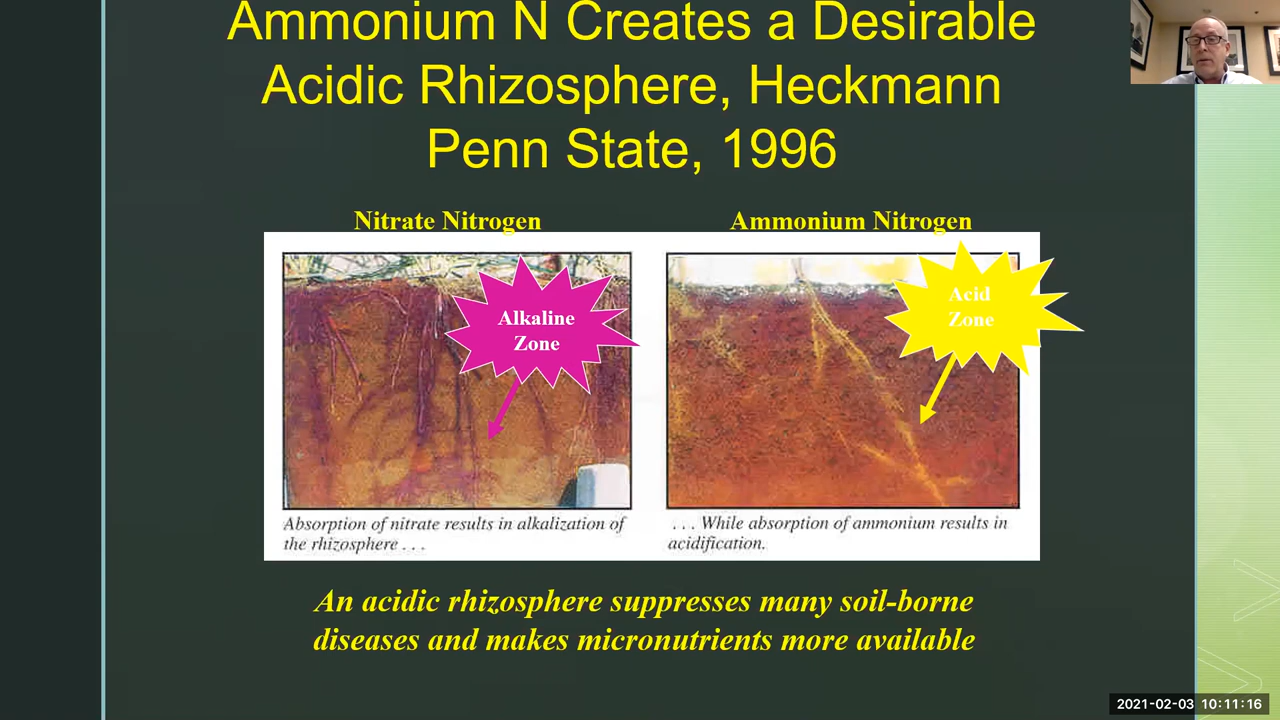 Ammonium N Creates a Desirable
Acidic Rhizosphere, Heckmann
Penn State, 1996
Nitrate Nitrogen
Ammonium Nitrogen
Alkaline
Zone
Acid
Zone
Absorption of nitrate results in alkalization of
the rhizosphere . . .
. . . While absorption of ammonium results in
acidification.
An acidic rhizosphere suppresses many soil-borne
diseases and makes micronutrients more available
2021-02-03 10:11:16